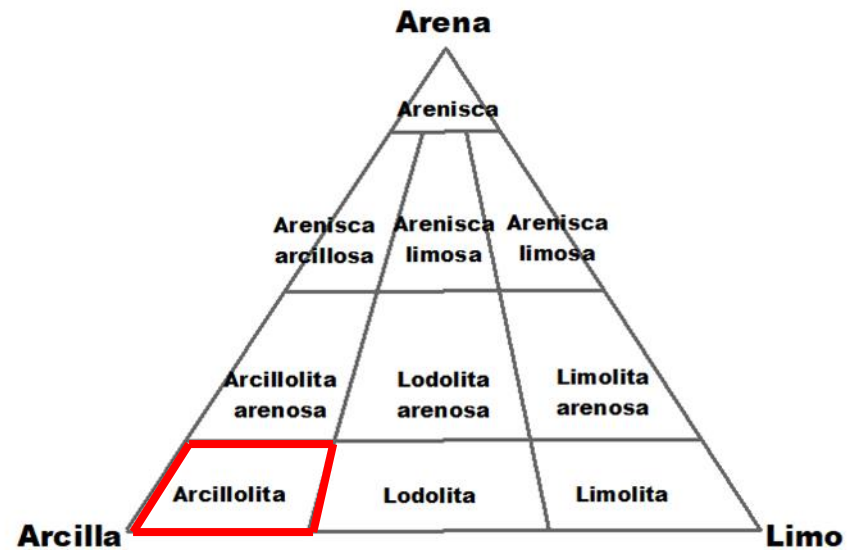 Arena
Arenisca
Arenisca Arenisca Arenisca
arcillosa limosa limosa
Arcillolita Lodolita Limolita
arenosa arenosa arenosa
Arcillolita Lodolita Limolita
Arcilla Limo